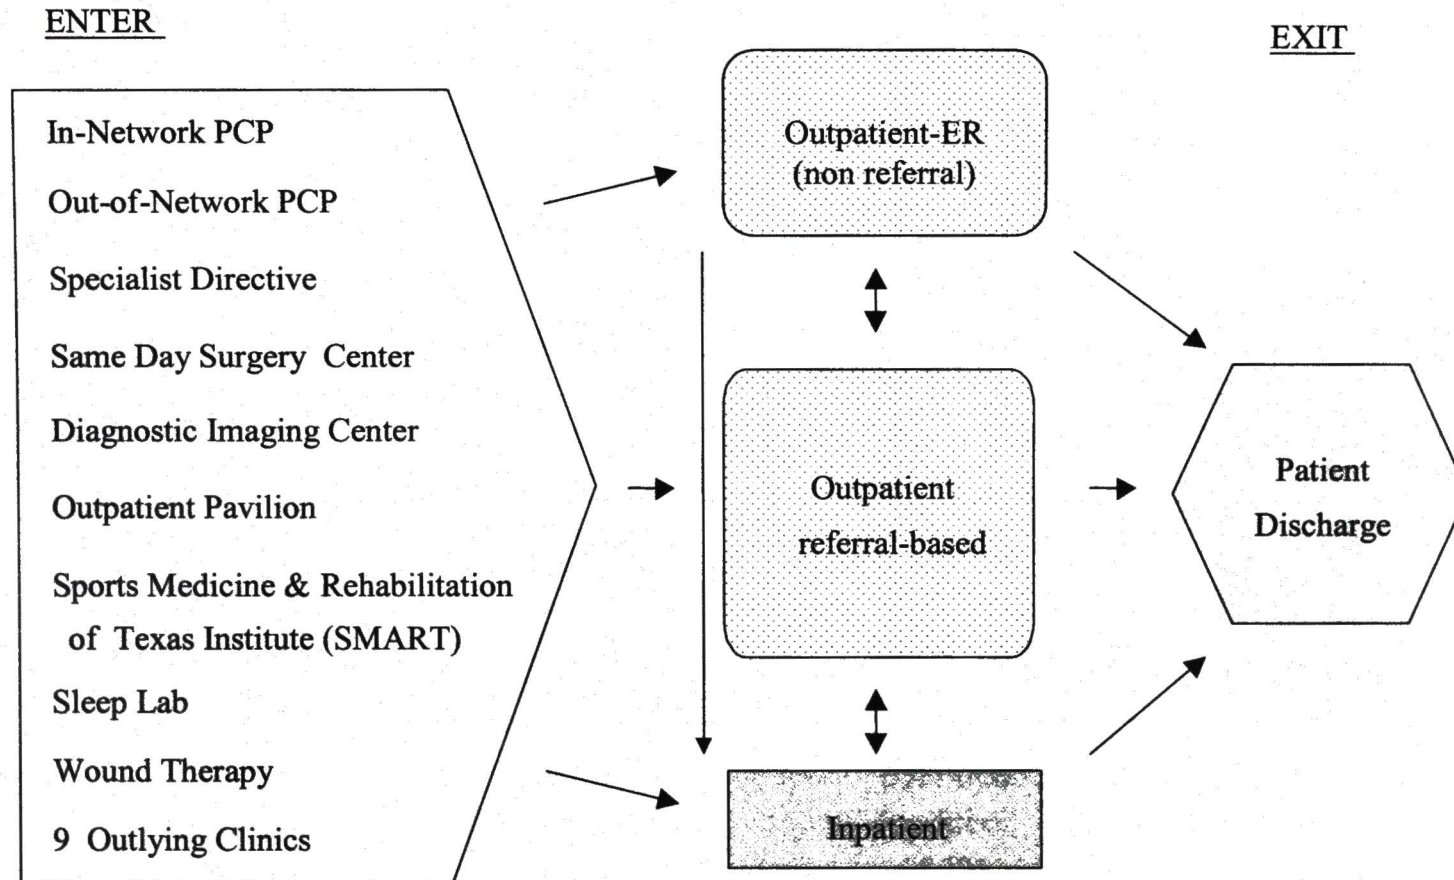 ENTER
EXIT
In-Network PCP
Out-of-Network PCP
Specialist Directive
Same Day Surgery Center
Diagnostic Imaging Center
Outpatient Pavilion
Sports Medicine & Rehabilitation
of Texas Institute (SMART)
Sleep Lab
Wound Therapy
9 Outlying Clinics
Outpatient-ER
(non referral)
Outpatient
referral-based
Inpatient
Patient
Discharge